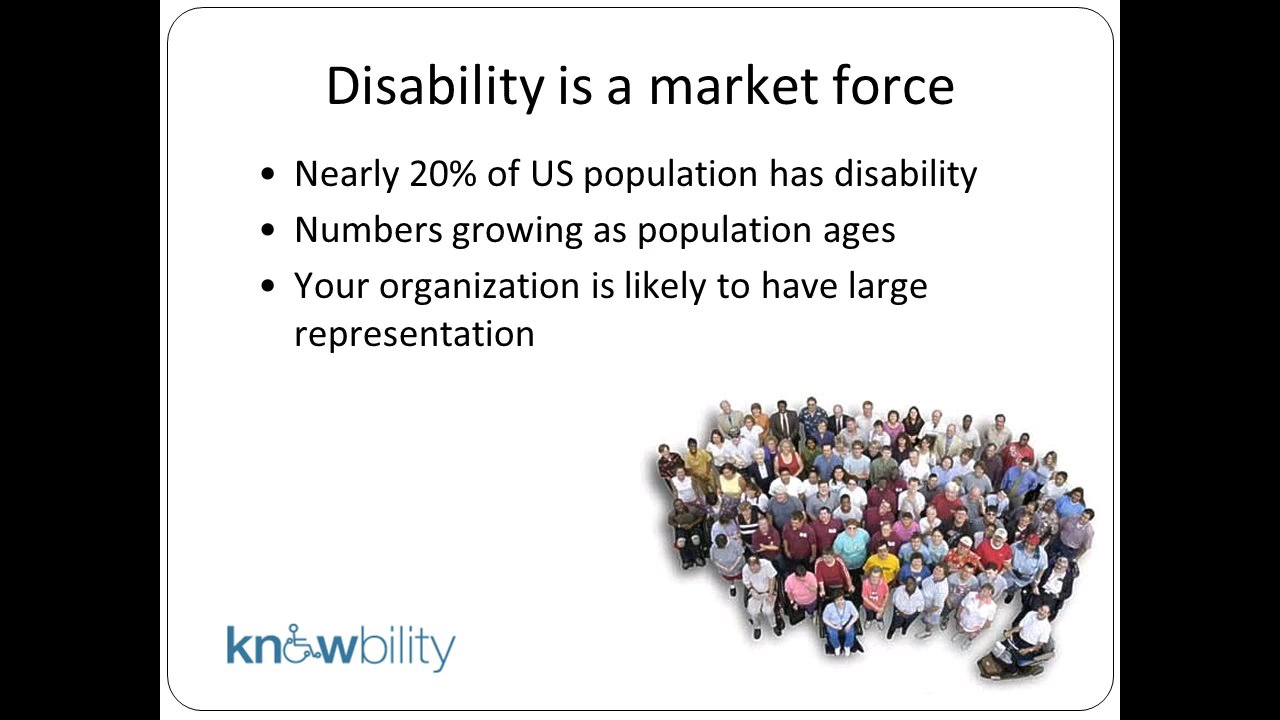 Disability is a market force
• Nearly 20% of US population has disability
• Numbers growing as population ages
• Your organization is likely to have large
representation
knowbility